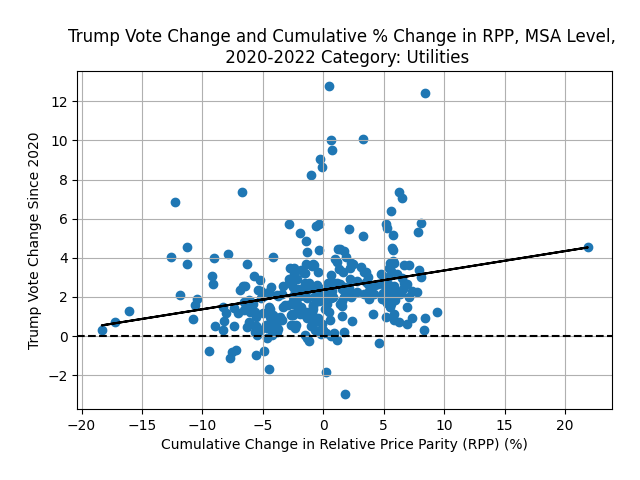 Trump Vote Change and Cumulative % Change in RPP, MSA Level,
2020-2022 Category: Utilities
12
10
8
6
4
2
0
−2
Trump Vote Change Since 2020
−20 −15 −10 −5 0 5 10 15 20
Cumulative Change in Relative Price Parity (RPP) (%)